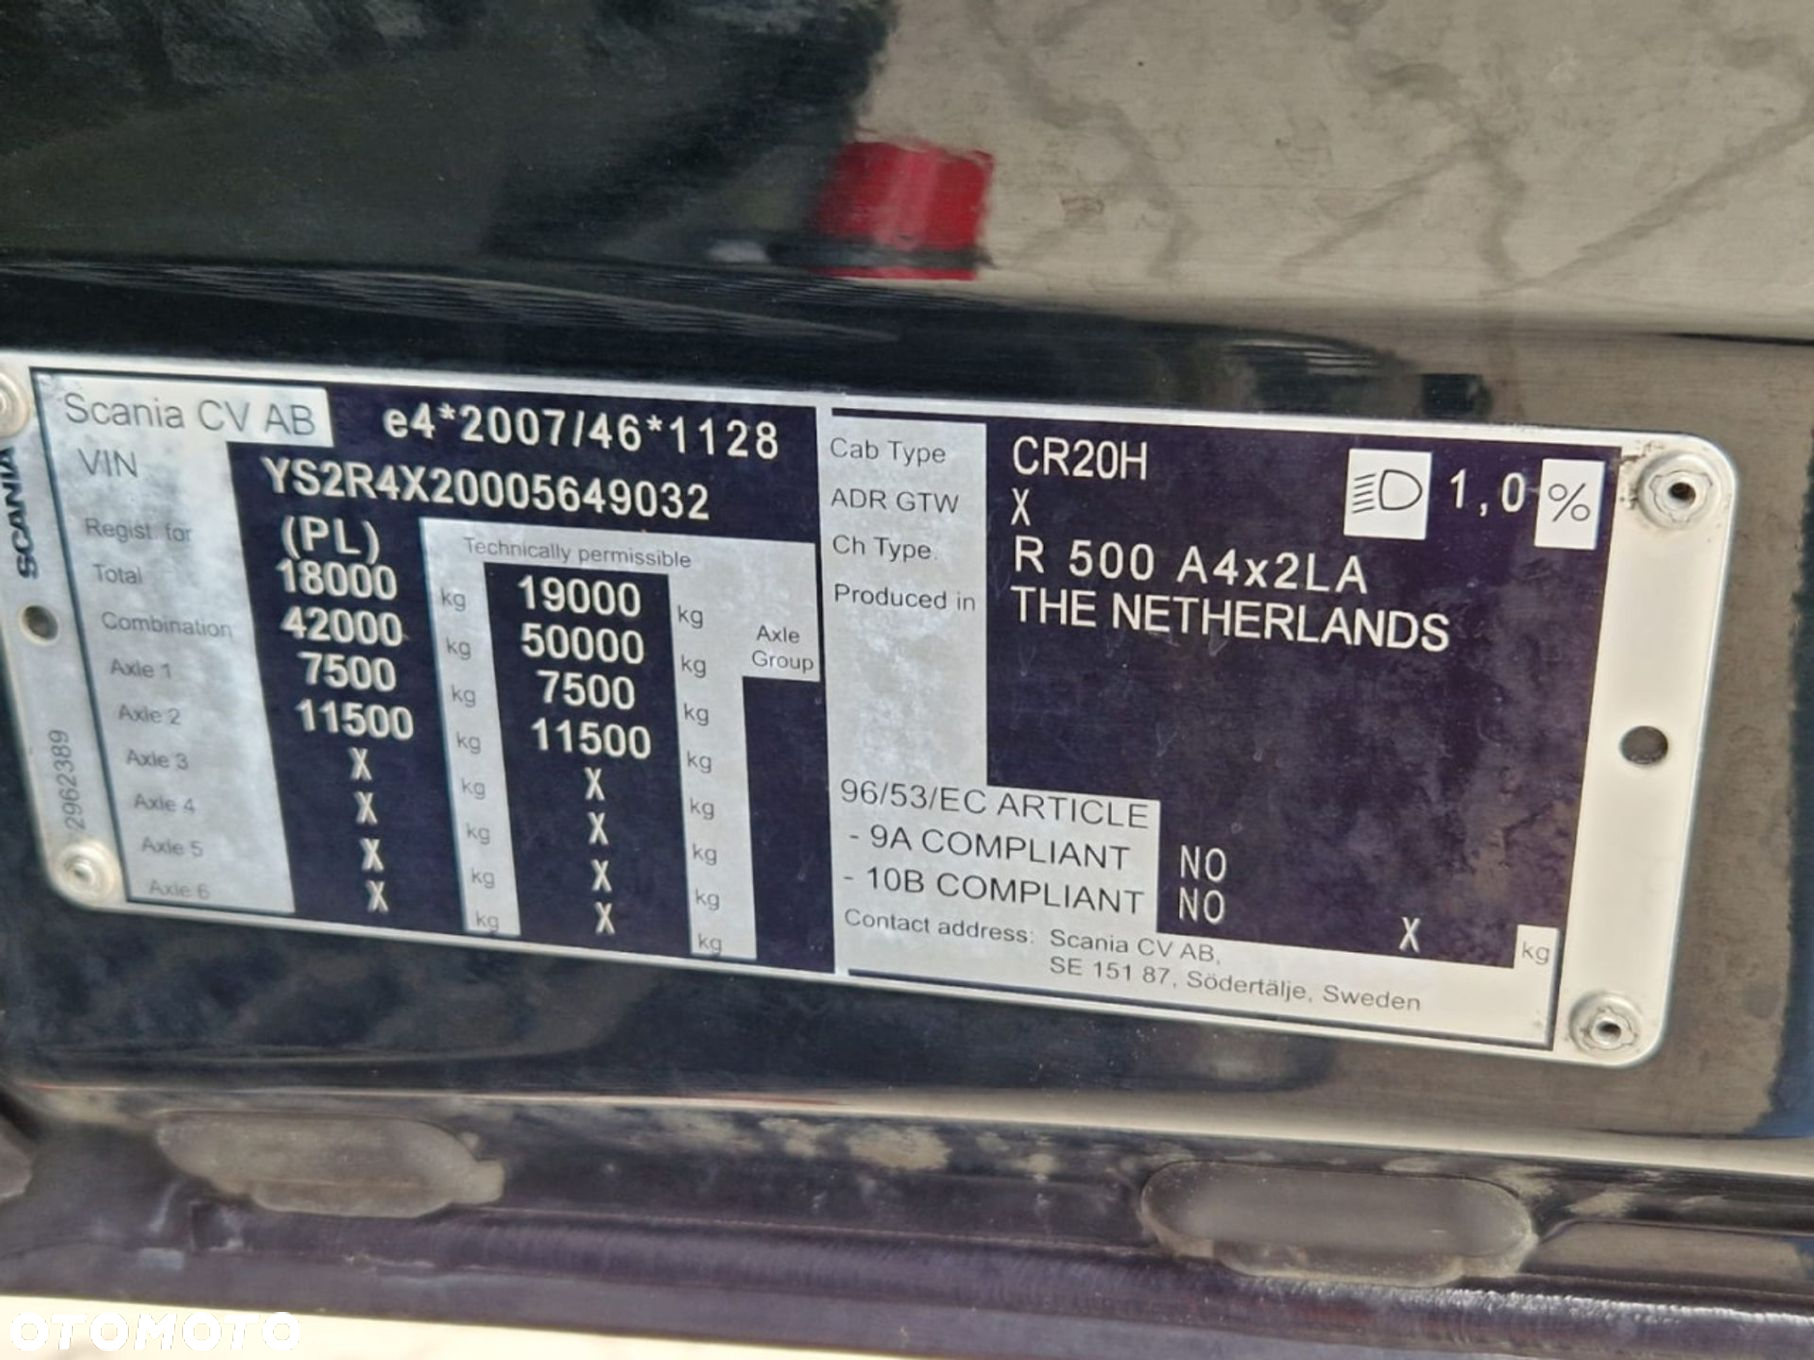 Scania CV AB e4*2007/46*1128
VIN YS2R4X20005649032
Regist. for (PL) Technically permissible
Total 18000 kg 19000 kg
Combination 42000 kg 50000 kg Axle Group
Axle 1 7500 kg 7500 kg
Axle 2 11500 kg 11500 kg
Axle 3 X kg X kg
Axle 4 X kg X kg
Axle 5 X kg X kg
Axle 6 X kg X kg
SCANIA
2962389
Cab Type CR20H 1,0 %
ADR GTW X
Ch Type. R 500 A4x2LA
Produced in THE NETHERLANDS
96/53/EC ARTICLE
- 9A COMPLIANT NO
- 10B COMPLIANT NO X kg
Contact address: Scania CV AB,
SE 151 87, Södertälje, Sweden
OTOMOTO